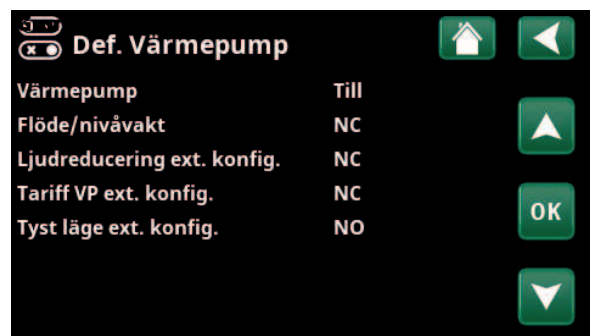 Def. Värmepump
Värmepump Till
Flöde/nivåvakt NC
Ljudreducering ext. konfig. NC
Tariff VP ext. konfig. NC
Tyst läge ext. konfig. NO
OK